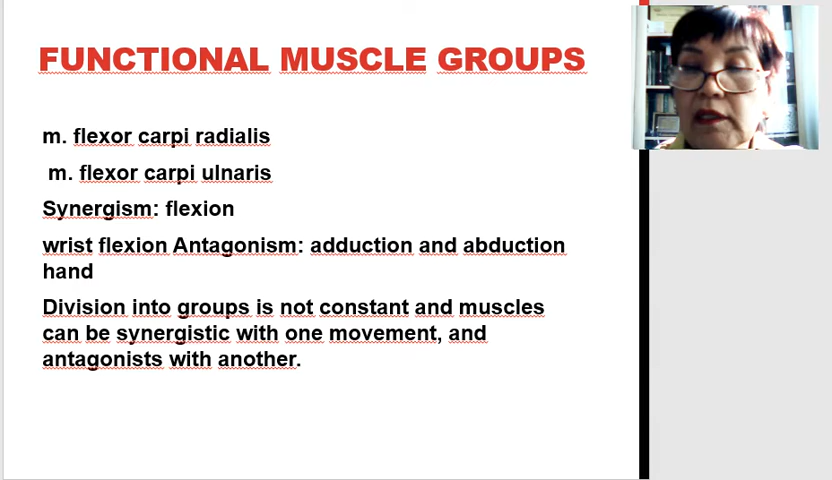 FUNCTIONAL MUSCLE GROUPS
m. flexor carpi radialis
m. flexor carpi ulnaris
Synergism: flexion
wrist flexion Antagonism: adduction and abduction
hand
Division into groups is not constant and muscles
can be synergistic with one movement, and
antagonists with another.